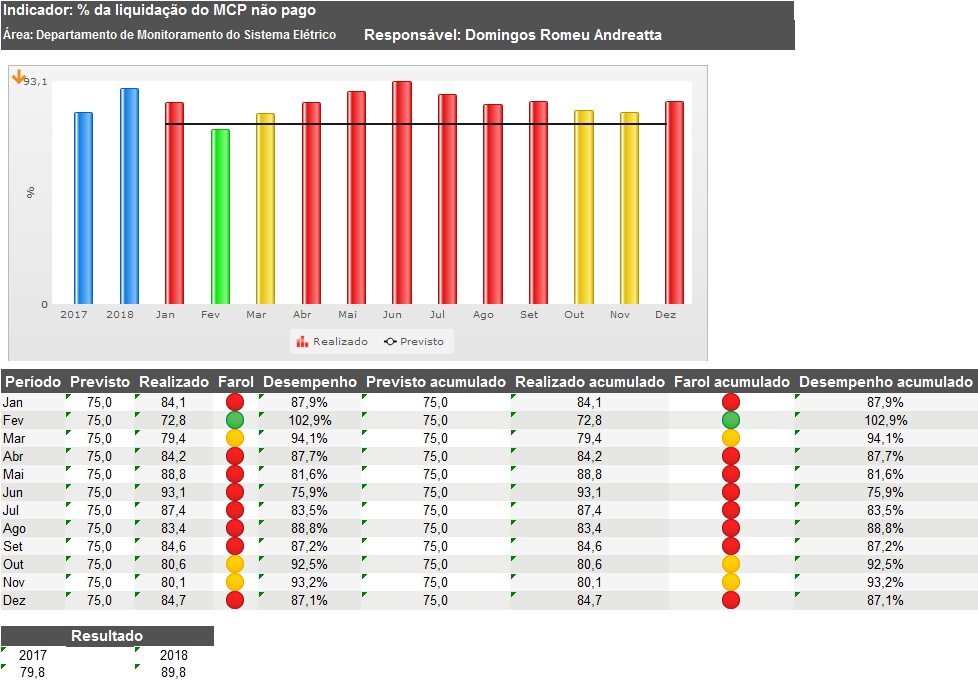 Indicador: % da liquidação do MCP não pago
Área: Departamento de Monitoramento do Sistema Elétrico Responsável: Domingos Romeu Andreatta
93,1
%
0
2017 2018 Jan Fev Mar Abr Mai Jun Jul Ago Set Out Nov Dez
Realizado Previsto
Período Previsto Realizado Farol Desempenho Previsto acumulado Realizado acumulado Farol acumulado Desempenho acumulado
Jan 75,0 84,1 87,9% 75,0 84,1 87,9%
Fev 75,0 72,8 102,9% 75,0 72,8 102,9%
Mar 75,0 79,4 94,1% 75,0 79,4 94,1%
Abr 75,0 84,2 87,7% 75,0 84,2 87,7%
Mai 75,0 88,8 81,6% 75,0 88,8 81,6%
Jun 75,0 93,1 75,9% 75,0 93,1 75,9%
Jul 75,0 87,4 83,5% 75,0 87,4 83,5%
Ago 75,0 83,4 88,8% 75,0 83,4 88,8%
Set 75,0 84,6 87,2% 75,0 84,6 87,2%
Out 75,0 80,6 92,5% 75,0 80,6 92,5%
Nov 75,0 80,1 93,2% 75,0 80,1 93,2%
Dez 75,0 84,7 87,1% 75,0 84,7 87,1%
Resultado
2017 2018
79,8 89,8